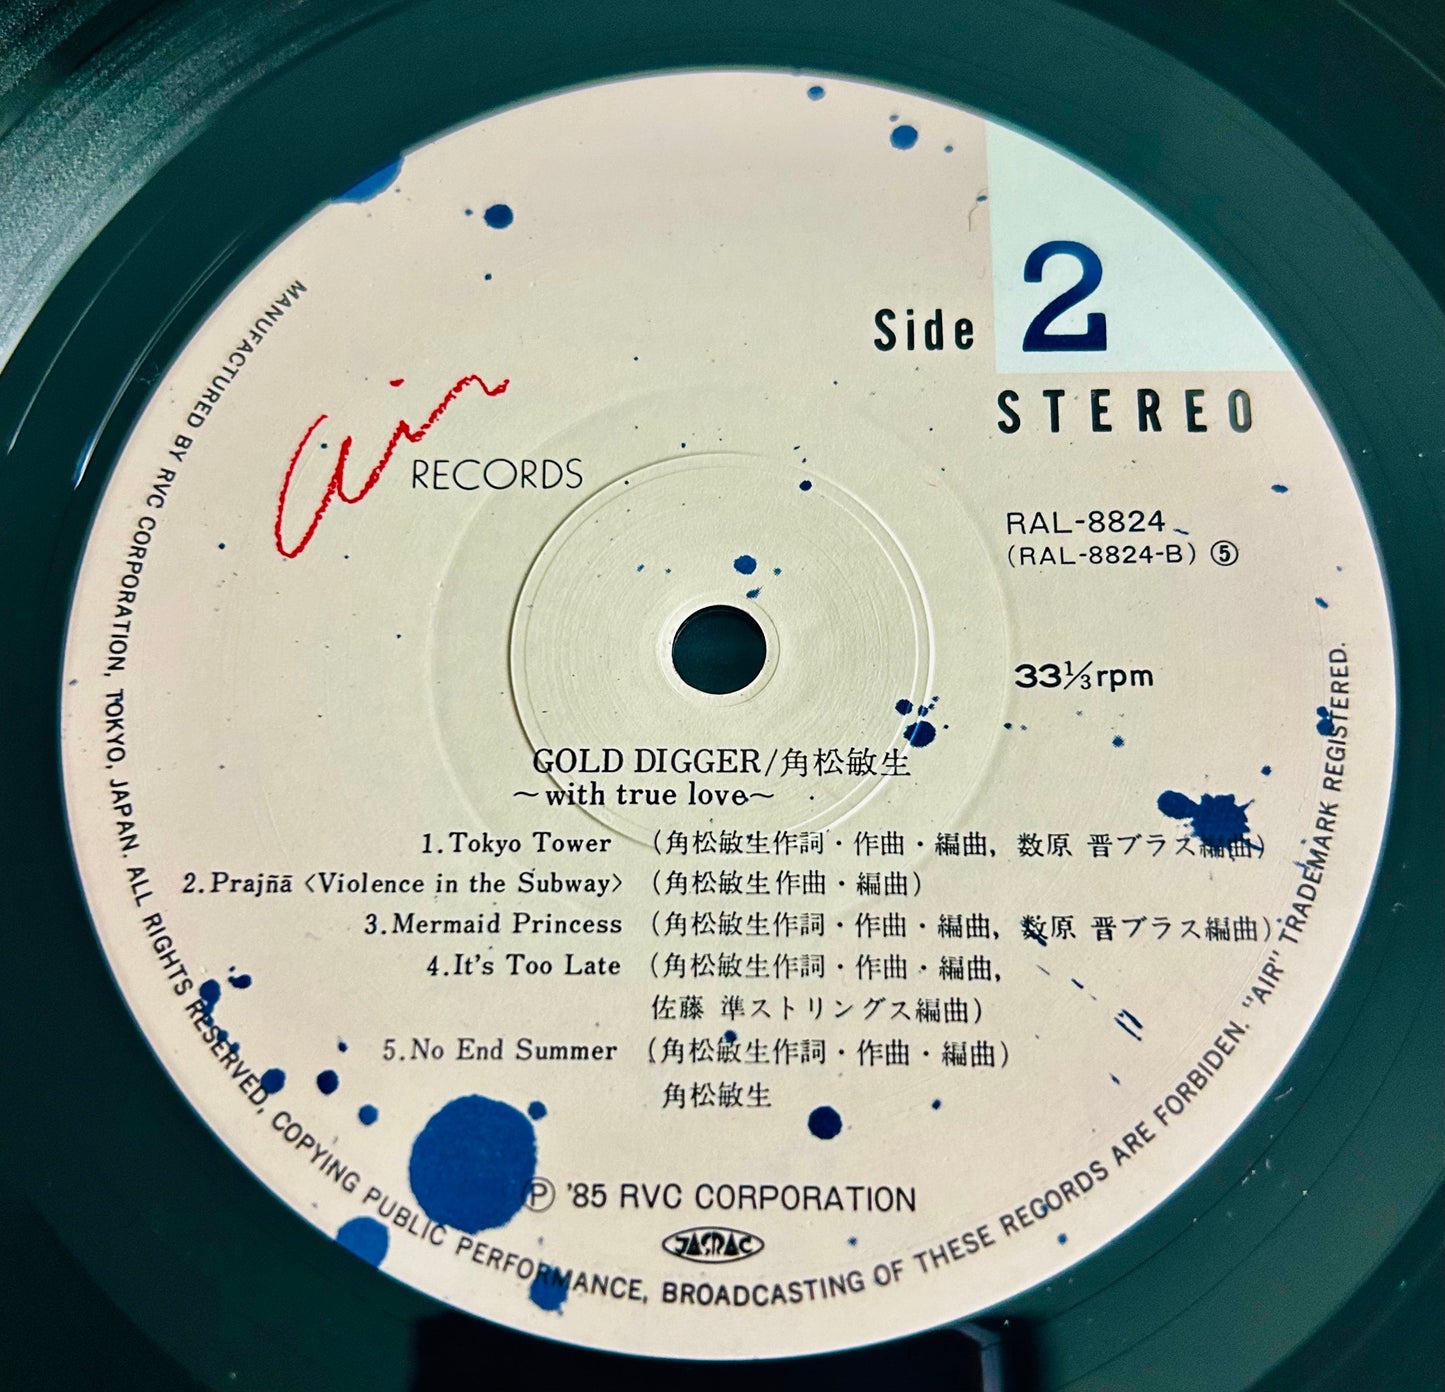 Side 2
STEREO
Air RECORDS
RAL-8824
(RAL-8824-B) ⑤
33⅓rpm
GOLD DIGGER/角松敏生
～with true love～
1.Tokyo Tower (角松敏生作詞・作曲・編曲, 数原 晋ブラス編曲)
2.Prajñā 〈Violence in the Subway〉 (角松敏生作曲・編曲)
3.Mermaid Princess (角松敏生作詞・作曲・編曲, 数原 晋ブラス編曲)
4.It's Too Late (角松敏生作詞・作曲・編曲,
佐藤 準ストリングス編曲)
5.No End Summer (角松敏生作詞・作曲・編曲)
角松敏生
Ⓟ '85 RVC CORPORATION
JASRAC
MANUFACTURED BY RVC CORPORATION, TOKYO, JAPAN. ALL RIGHTS RESERVED, COPYING PUBLIC PERFORMANCE, BROADCASTING OF THESE RECORDS ARE FORBIDEN. "AIR" TRADEMARK REGISTERED.